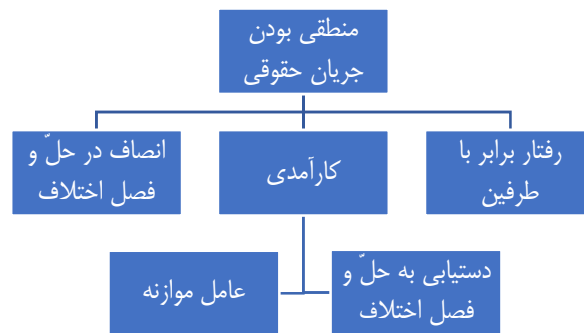 منطقی بودن
جریان حقوقی
رفتار برابر با
طرفین
کارآمدی
انصاف در حلّ و
فصل اختلاف
دستیابی به حلّ و
فصل اختلاف
عامل موازنه